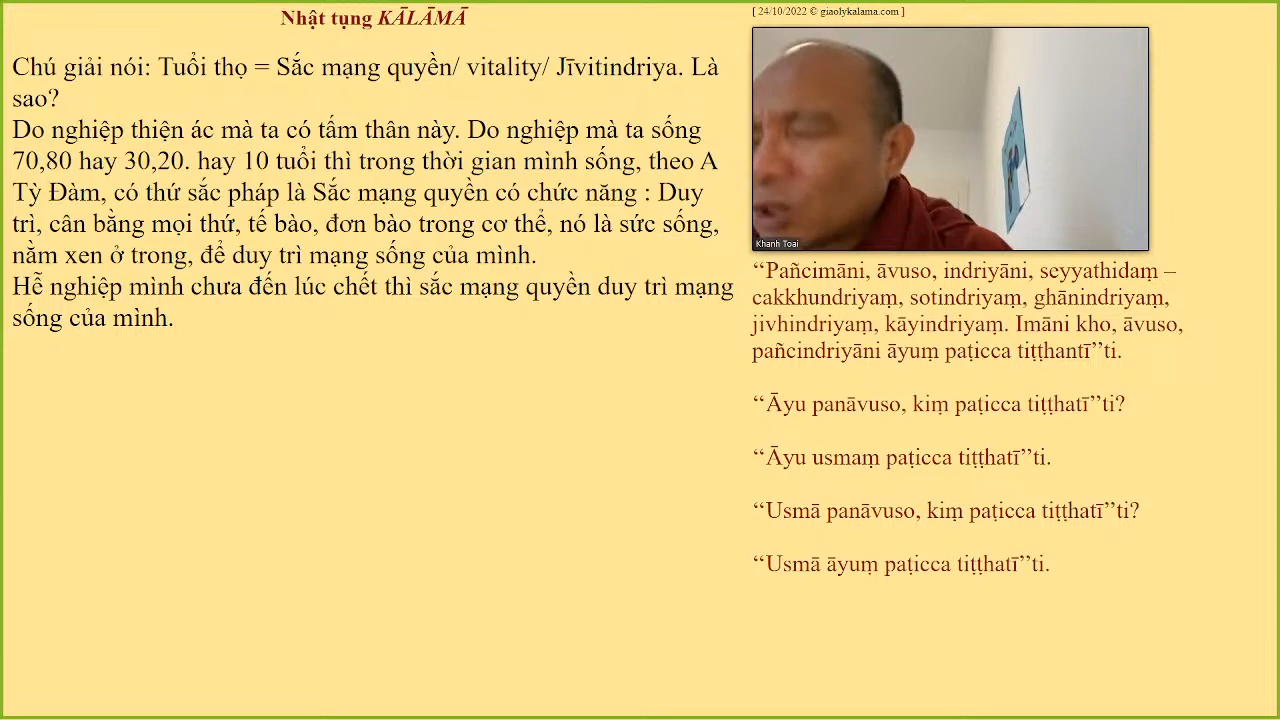 Nhật tụng KĀLĀMĀ
Chú giải nói: Tuổi thọ = Sắc mạng quyền/ vitality/ Jīvitindriya. Là
sao?
Do nghiệp thiện ác mà ta có tấm thân này. Do nghiệp mà ta sống
70,80 hay 30,20. hay 10 tuổi thì trong thời gian mình sống, theo A
Tỳ Đàm, có thứ sắc pháp là Sắc mạng quyền có chức năng : Duy
trì, cân bằng mọi thứ, tế bào, đơn bào trong cơ thể, nó là sức sống,
nằm xen ở trong, để duy trì mạng sống của mình.
Hễ nghiệp mình chưa đến lúc chết thì sắc mạng quyền duy trì mạng
sống của mình.
[ 24/10/2022 © giaolykalama.com ]
Khanh Toai
“Pañcimāni, āvuso, indriyāni, seyyathidaṃ –
cakkhundriyaṃ, sotindriyaṃ, ghānindriyaṃ,
jivhindriyaṃ, kāyindriyaṃ. Imāni kho, āvuso,
pañcindriyāni āyuṃ paṭicca tiṭṭhantī”ti.
“Āyu panāvuso, kiṃ paṭicca tiṭṭhatī”ti?
“Āyu usmaṃ paṭicca tiṭṭhatī”ti.
“Usmā panāvuso, kiṃ paṭicca tiṭṭhatī”ti?
“Usmā āyuṃ paṭicca tiṭṭhatī”ti.